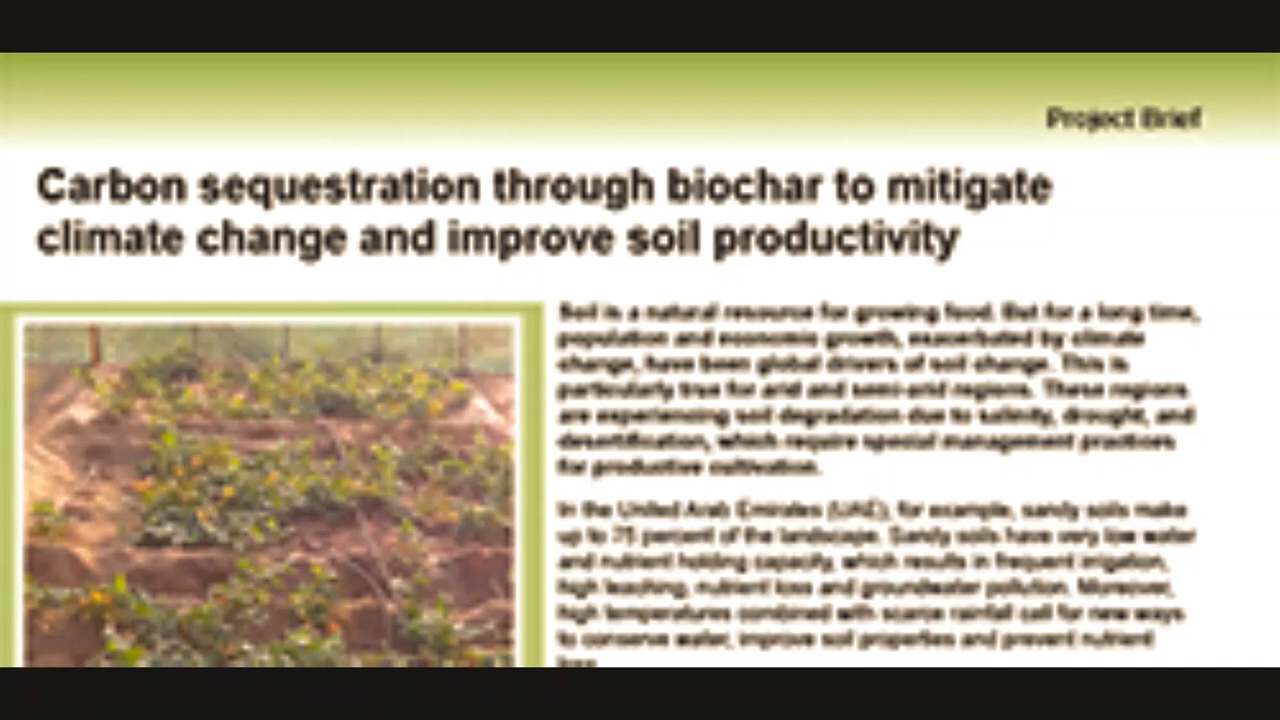 Project Brief
Carbon sequestration through biochar to mitigate
climate change and improve soil productivity
Soil is a natural resource for growing food. But for a long time,
population and economic growth, exacerbated by climate
change, have been global drivers of soil change. This is
particularly true for arid and semi-arid regions. These regions
are experiencing soil degradation due to salinity, drought, and
desertification, which require special management practices
for productive cultivation.
In the United Arab Emirates (UAE), for example, sandy soils make
up to 75 percent of the landscape. Sandy soils have very low water
and nutrient holding capacity, which results in frequent irrigation,
high leaching, nutrient loss and groundwater pollution. Moreover,
high temperatures combined with scarce rainfall call for new ways
to conserve water, improve soil properties and prevent nutrient